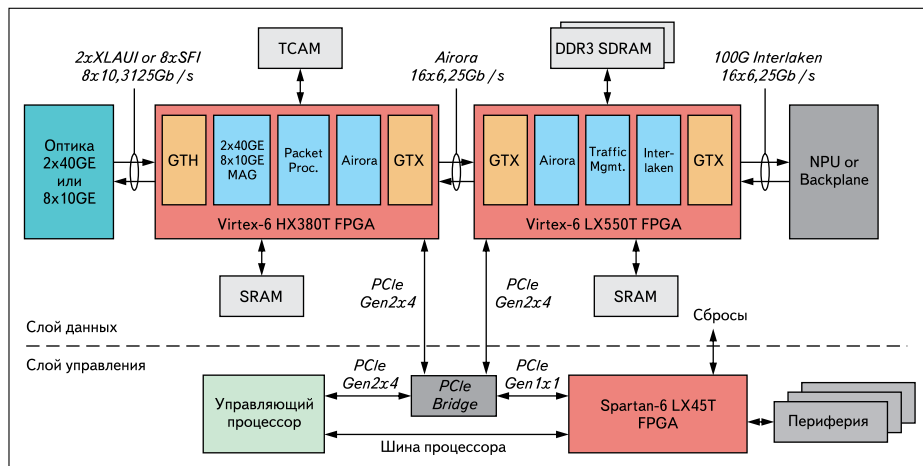 2xXLAUI or 8xSFI
8x10,3125Gb/s
TCAM
Airora
16x6,25Gb/s
DDR3 SDRAM
100G Interlaken
16x6,25Gb/s
Оптика
2x40GE
или
8x10GE
GTH
2x40GE
8x10GE
MAG
Packet
Proc.
Airora
GTX
Virtex-6 HX380T FPGA
GTX
Airora
Traffic
Mgmt.
Inter-
laken
GTX
Virtex-6 LX550T FPGA
NPU or
Backplane
SRAM
PCIe
Gen2x4
PCIe
Gen2x4
SRAM
Сбросы
Слой данных
Слой управления
Управляющий
процессор
PCIe
Gen2x4
PCIe
Bridge
PCIe
Gen1x1
Шина процессора
Spartan-6 LX45T
FPGA
Периферия